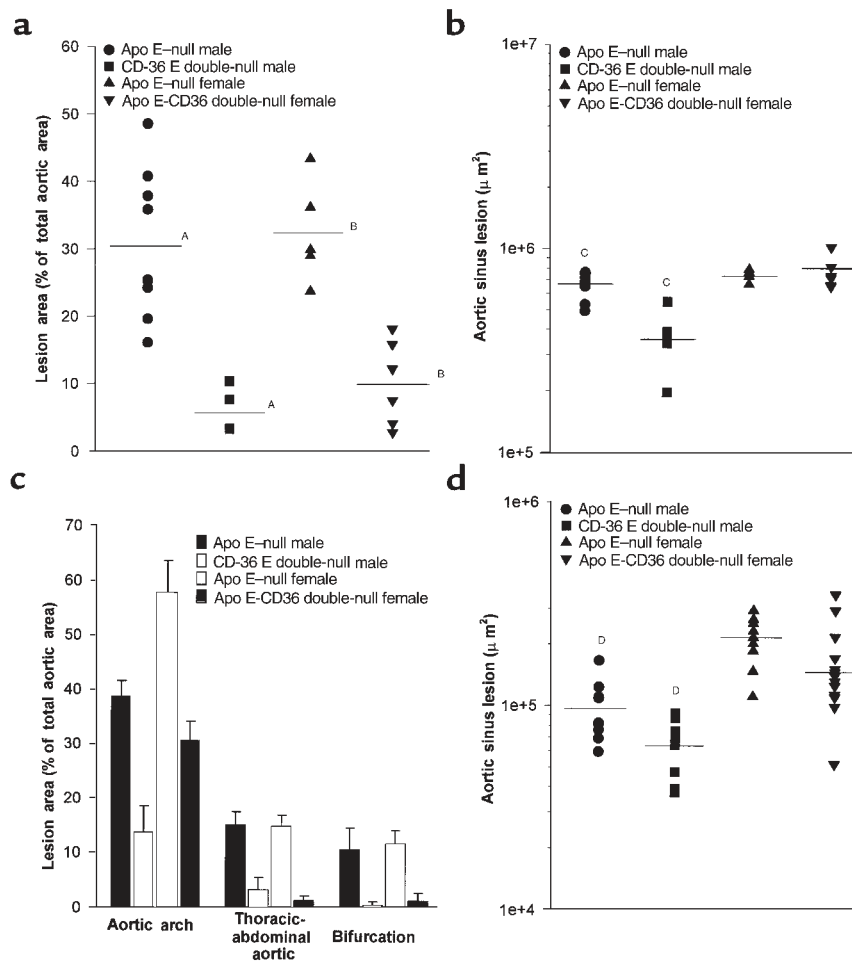 a
60
50
40
30
20
10
0
Lesion area (% of total aortic area)
Apo E–null male
CD-36 E double-null male
Apo E–null female
Apo E-CD36 double-null female
A
A
B
B
b
1e+7
1e+6
1e+5
Aortic sinus lesion (μ m²)
Apo E–null male
CD-36 E double-null male
Apo E–null female
Apo E-CD36 double-null female
C
C
c
70
60
50
40
30
20
10
0
Lesion area (% of total aortic area)
Apo E–null male
CD-36 E double-null male
Apo E–null female
Apo E-CD36 double-null female
Aortic arch
Thoracic-
abdominal
aortic
Bifurcation
d
1e+6
1e+5
1e+4
Aortic sinus lesion (μ m²)
Apo E–null male
CD-36 E double-null male
Apo E–null female
Apo E-CD36 double-null female
D
D